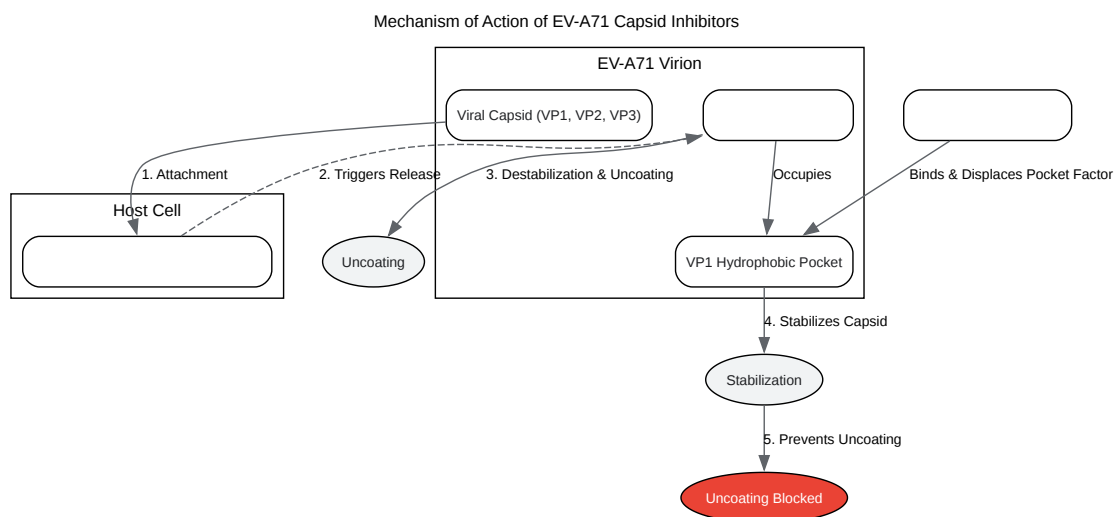 Mechanism of Action of EV-A71 Capsid Inhibitors
EV-A71 Virion
Viral Capsid (VP1, VP2, VP3)
1. Attachment
2. Triggers Release
3. Destabilization & Uncoating
Occupies
Binds & Displaces Pocket Factor
Host Cell
Uncoating
VP1 Hydrophobic Pocket
4. Stabilizes Capsid
Stabilization
5. Prevents Uncoating
Uncoating Blocked